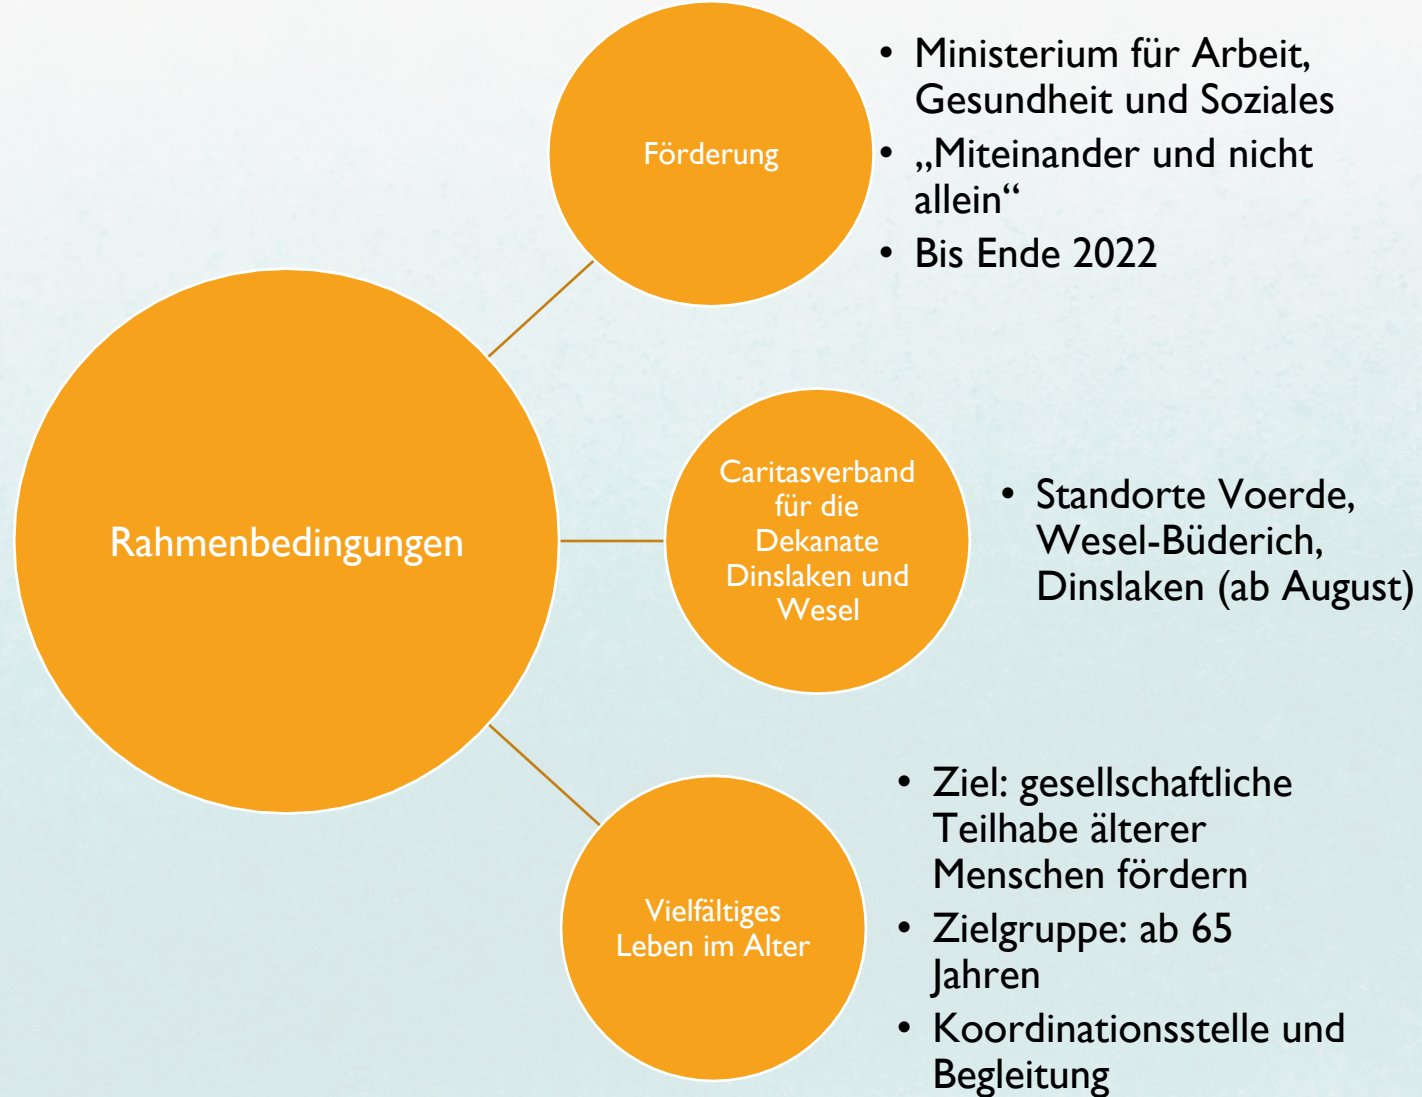 Rahmenbedingungen
Förderung
• Ministerium für Arbeit,
Gesundheit und Soziales
• „Miteinander und nicht
allein“
• Bis Ende 2022
Caritasverband
für die
Dekanate
Dinslaken und
Wesel
• Standorte Voerde,
Wesel-Büderich,
Dinslaken (ab August)
Vielfältiges
Leben im Alter
• Ziel: gesellschaftliche
Teilhabe älterer
Menschen fördern
• Zielgruppe: ab 65
Jahren
• Koordinationsstelle und
Begleitung